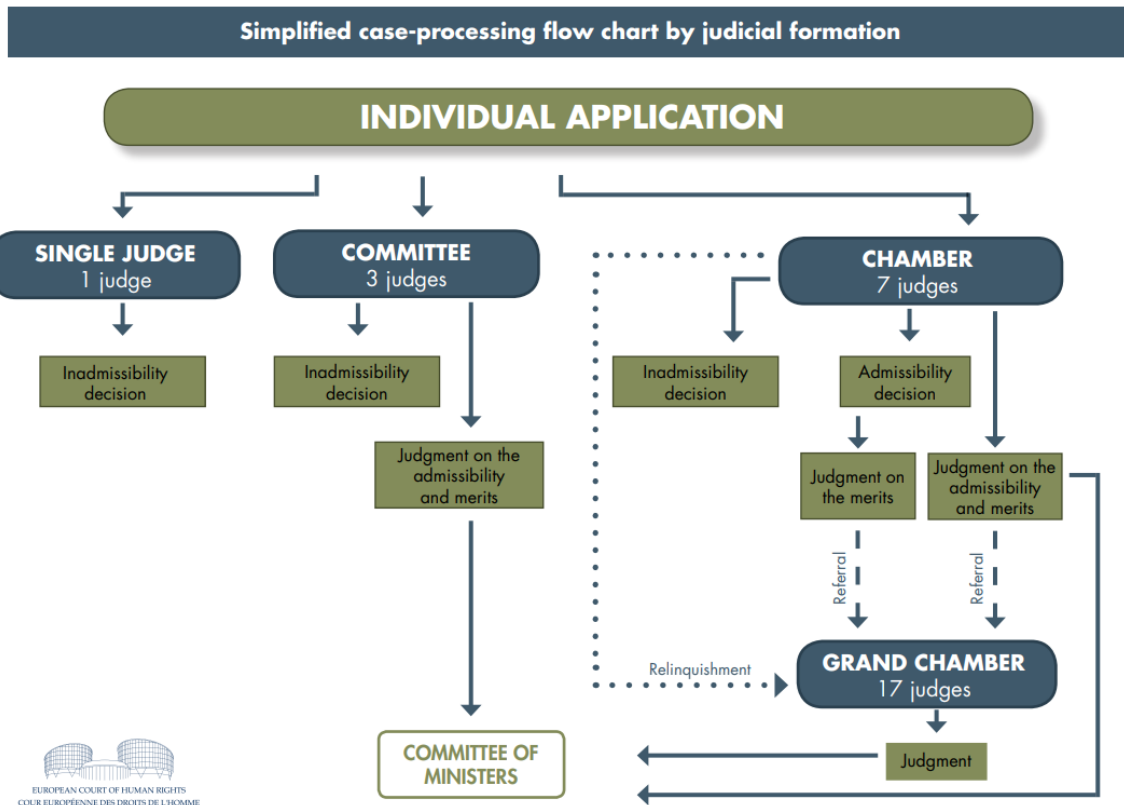 Simplified case-processing flow chart by judicial formation
INDIVIDUAL APPLICATION
SINGLE JUDGE
1 judge
COMMITTEE
3 judges
CHAMBER
7 judges
Inadmissibility
decision
Inadmissibility
decision
Inadmissibility
decision
Admissibility
decision
Judgment on the
admissibility
and merits
Judgment on
the merits
Judgment on the
admissibility
and merits
Referral
Referral
GRAND CHAMBER
17 judges
Relinquishment
COMMITTEE OF
MINISTERS
Judgment
EUROPEAN COURT OF HUMAN RIGHTS
COUR EUROPÉENNE DES DROITS DE L'HOMME